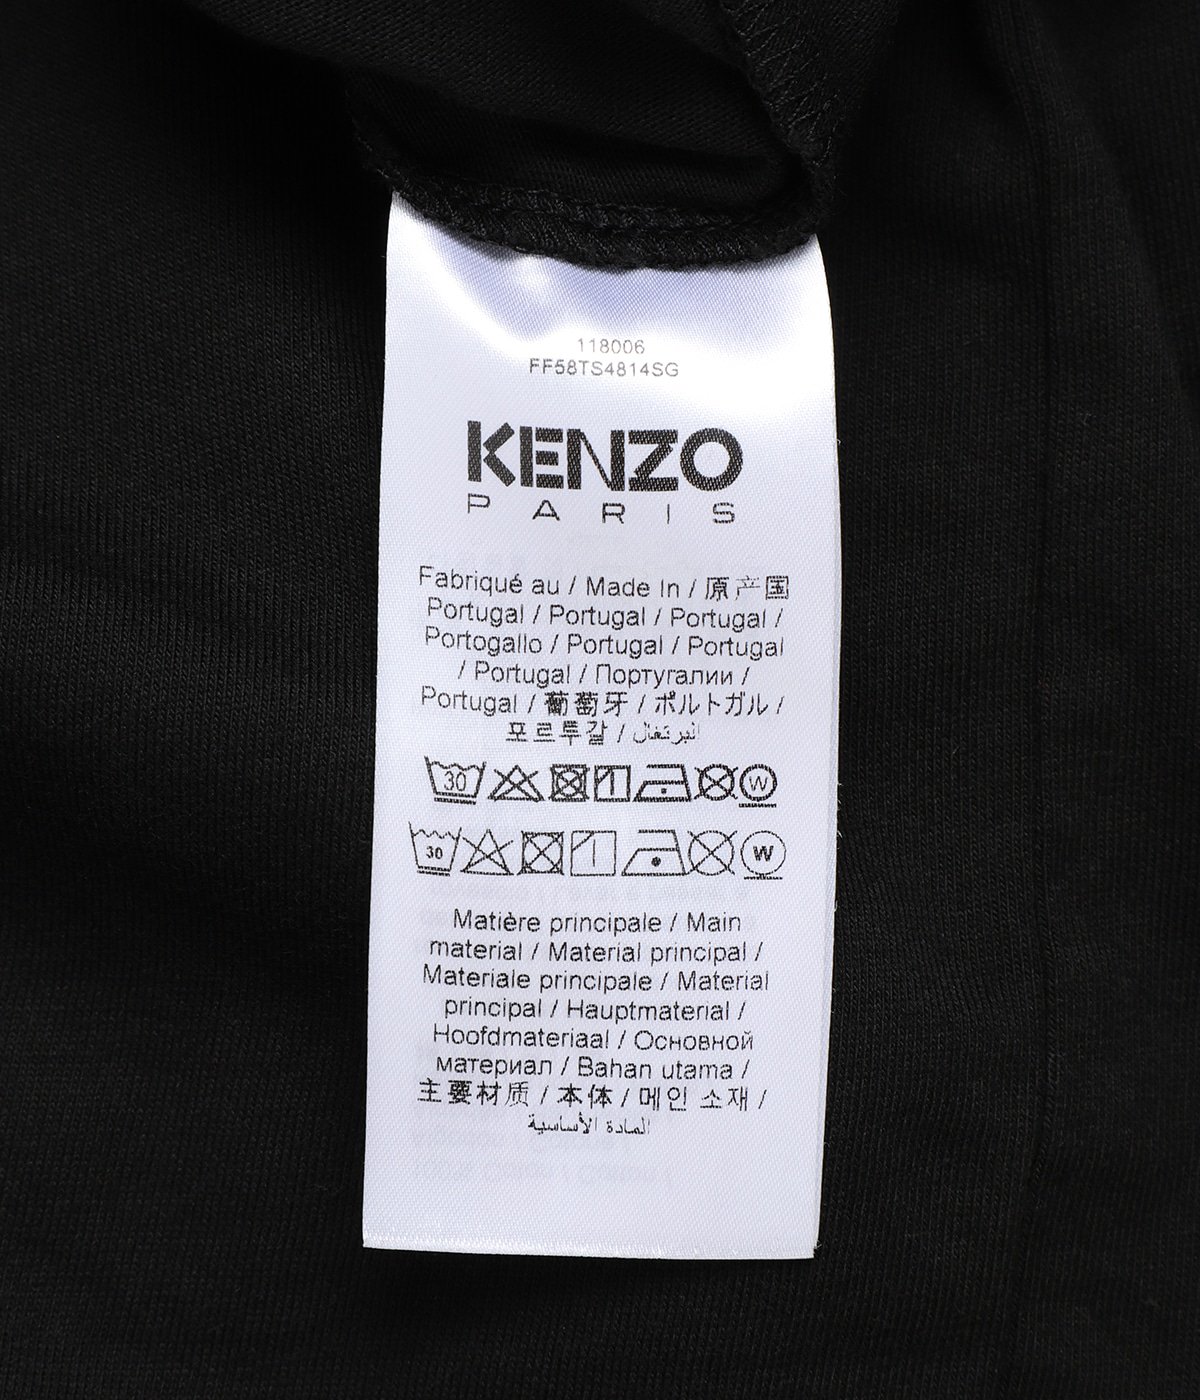 118006
FF58TS4814SG
KENZO
PARIS
Fabriqué au / Made In / 原产国
Portugal / Portugal / Portugal /
Portogallo / Portugal / Portugal
/ Portugal / Португалии /
Portugal / 葡萄牙 / ポルトガル /
포르투갈 / البرتغال
30 W
30 W
Matière principale / Main
material / Material principal /
Materiale principale / Material
principal / Hauptmaterial /
Hoofdmateriaal / Основной
материал / Bahan utama /
主要材质 / 本体 / 메인 소재 /
المادة الأساسية